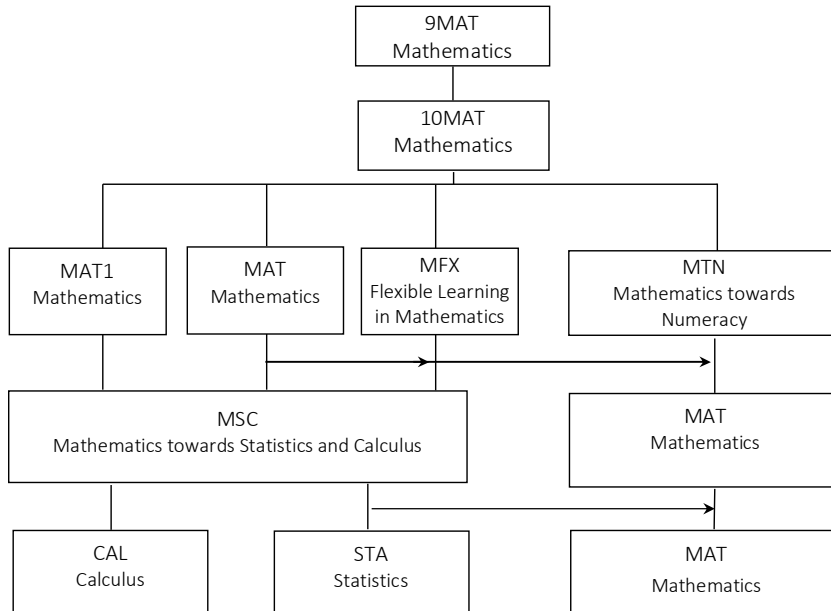 9MAT
Mathematics
10MAT
Mathematics
MAT1
Mathematics
MAT
Mathematics
MFX
Flexible Learning
in Mathematics
MTN
Mathematics towards
Numeracy
MSC
Mathematics towards Statistics and Calculus
MAT
Mathematics
CAL
Calculus
STA
Statistics
MAT
Mathematics